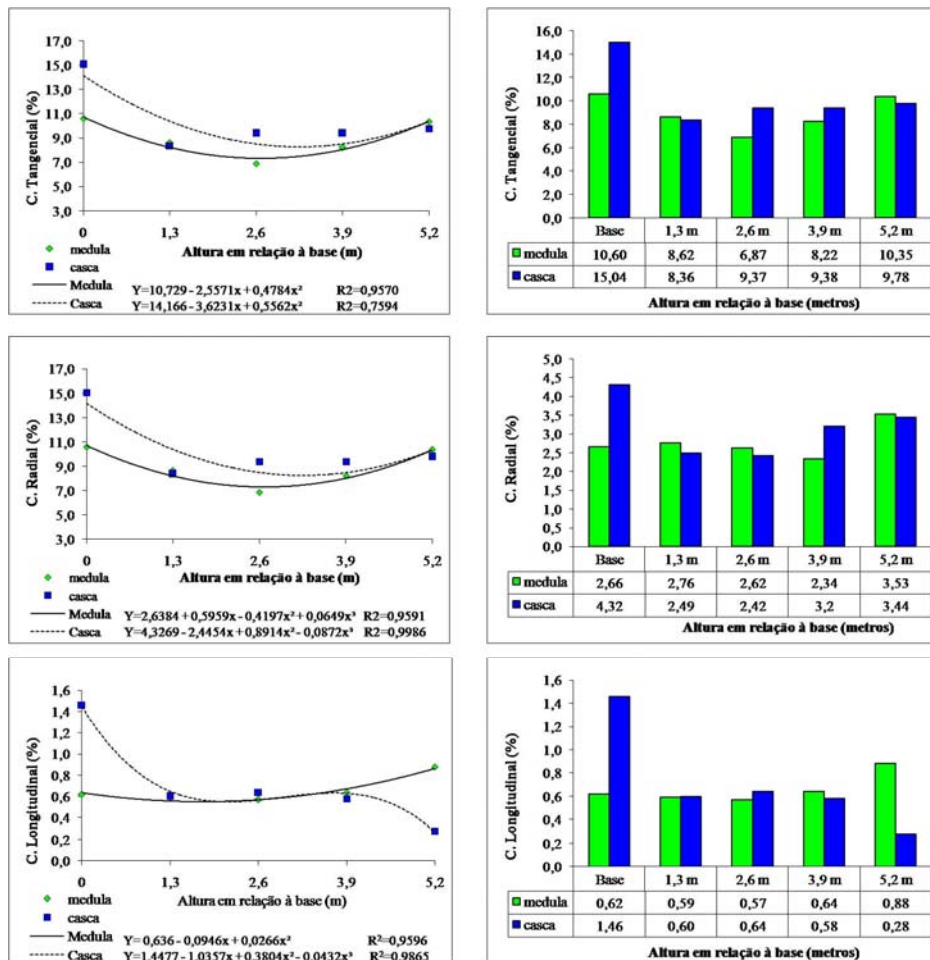 17,0
15,0
13,0
11,0
9,0
7,0
5,0
3,0
C. Tangencial (%)
0 1,3 2,6 3,9 5,2
Altura em relação à base (m)
medula
casca
Medula Y=10,729-2,5571x+0,4784x² R2=0,9570
Casca Y=14,166-3,6231x+0,5562x² R2=0,7594
16,0
14,0
12,0
10,0
8,0
6,0
4,0
2,0
0,0
C. Tangencial (%)
Base 1,3 m 2,6 m 3,9 m 5,2 m
medula 10,60 8,62 6,87 8,22 10,35
casca 15,04 8,36 9,37 9,38 9,78
Altura em relação à base (metros)
17,0
15,0
13,0
11,0
9,0
7,0
5,0
3,0
C. Radial (%)
0 1,3 2,6 3,9 5,2
Altura em relação à base (m)
medula
casca
Medula Y=2,6384+0,5959x-0,4197x²+0,0649x³ R2=0,9591
Casca Y=4,3269-2,4454x+0,8914x²-0,0872x³ R2=0,9986
5,0
4,5
4,0
3,5
3,0
2,5
2,0
1,5
1,0
0,5
0,0
C. Radial (%)
Base 1,3 m 2,6 m 3,9 m 5,2 m
medula 2,66 2,76 2,62 2,34 3,53
casca 4,32 2,49 2,42 3,2 3,44
Altura em relação à base (metros)
1,6
1,4
1,2
1,0
0,8
0,6
0,4
0,2
0,0
C. Longitudinal (%)
0 1,3 2,6 3,9 5,2
Altura em relação à base (m)
medula
casca
Medula Y=0,636-0,0946x+0,0266x² R²=0,9596
Casca Y=1,4477-1,0357x+0,3804x²-0,0432x³ R²=0,9865
1,6
1,4
1,2
1,0
0,8
0,6
0,4
0,2
0,0
C. Longitudinal (%)
Base 1,3 m 2,6 m 3,9 m 5,2 m
medula 0,62 0,59 0,57 0,64 0,88
casca 1,46 0,60 0,64 0,58 0,28
Altura em relação à base (metros)